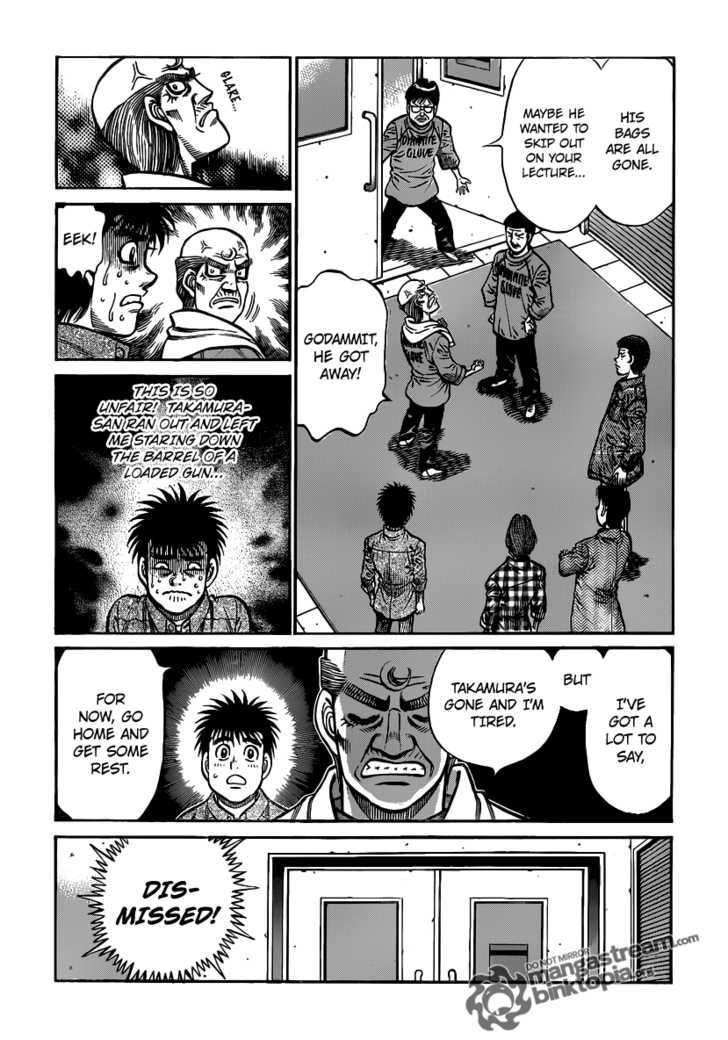 HIS
BAGS
ARE ALL
GONE.
MAYBE HE
WANTED TO
SKIP OUT
ON YOUR
LECTURE...
DYNAMITE
GLOVE
DYNAMITE
GLOVE
GODAMMIT,
HE GOT
AWAY!
GLARE...
EEK!
THIS IS SO
UNFAIR! TAKAMURA-
SAN RAN OUT AND LEFT
ME STARING DOWN
THE BARREL OF A
LOADED GUN...
I'VE
GOT A
LOT TO
SAY,
BUT
TAKAMURA'S
GONE AND I'M
TIRED.
FOR
NOW, GO
HOME AND
GET SOME
REST.
DIS-
MISSED!
DO NOT MIRROR
mangastream.com
binktopia.org